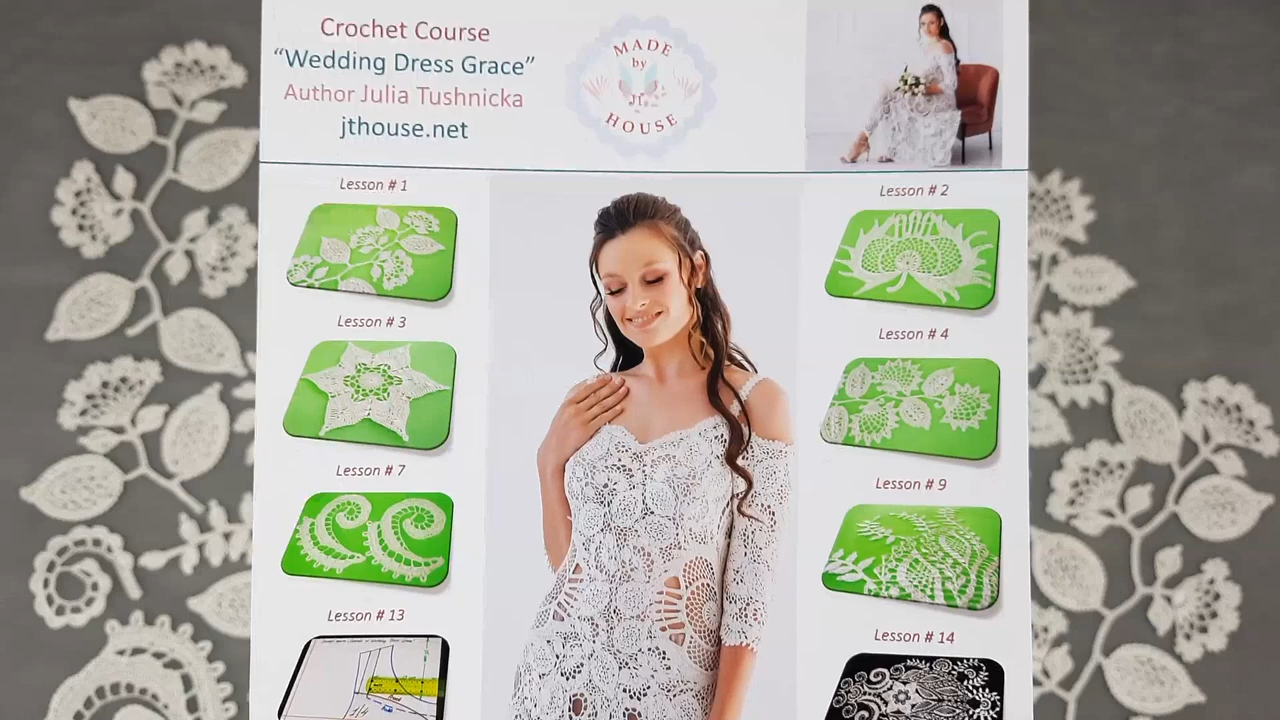 Crochet Course
“Wedding Dress Grace”
Author Julia Tushnicka
jthouse.net
MADE
by
JT
HOUSE
Lesson # 1
Lesson # 2
Lesson # 3
Lesson # 4
Lesson # 7
Lesson # 9
Lesson # 13
Lesson # 14